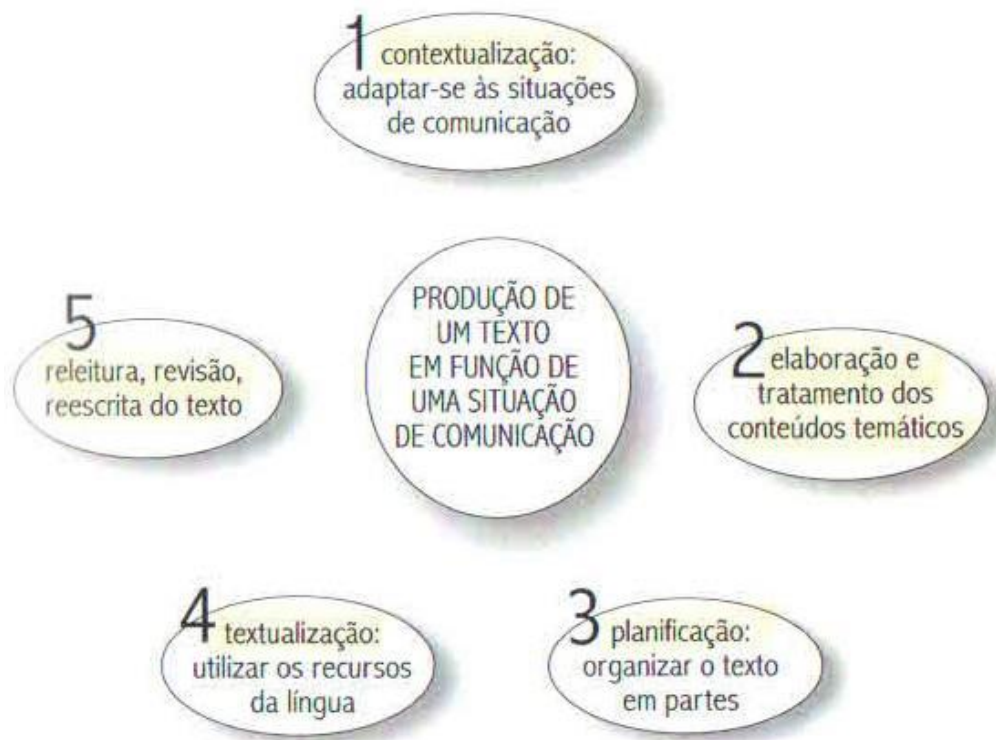 1 contextualização:
adaptar-se às situações
de comunicação
PRODUÇÃO DE
UM TEXTO
EM FUNÇÃO DE
UMA SITUAÇÃO
DE COMUNICAÇÃO
2 elaboração e
tratamento dos
conteúdos temáticos
3 planificação:
organizar o texto
em partes
4 textualização:
utilizar os recursos
da língua
5
releitura, revisão,
reescrita do texto